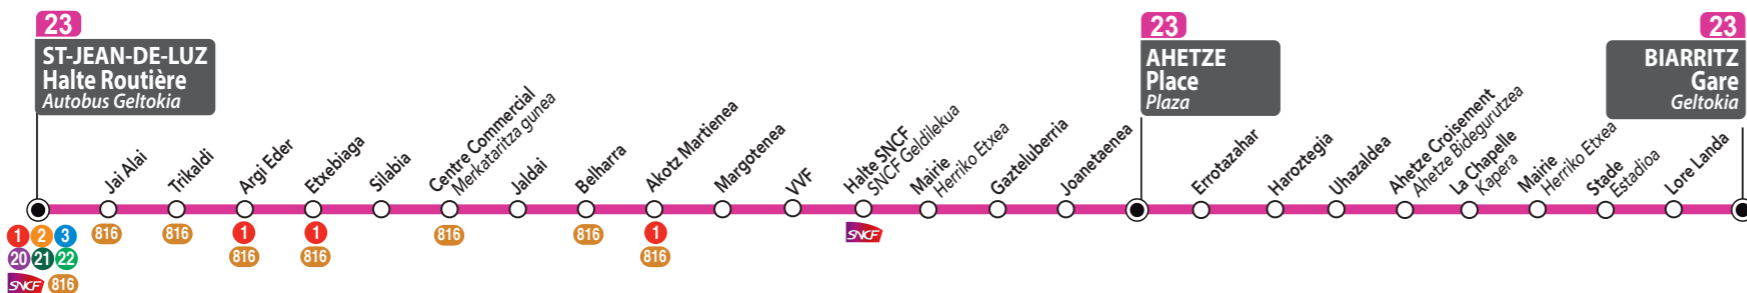 23
ST-JEAN-DE-LUZ
Halte Routière
Autobus Geltokia
23
AHETZE
Place
Plaza
23
BIARRITZ
Gare
Geltokia
Jai Alai
Trikaldi
Argi Eder
Etxebiaga
Silabia
Centre Commercial
Merkataritza gunea
Jaldai
Belharra
Akotz Martienea
Margotenea
VVF
Halte SNCF
SNCF Geldilekua
Mairie
Herriko Etxea
Gazteluberria
Joanetaenea
Errotazahar
Haroztegia
Uhazaldea
Ahetze Croisement
Ahetze Bidegurutzea
La Chapelle
Kapera
Mairie
Herriko Etxea
Stade
Estadioa
Lore Landa
1 2 3
20 21 22
SNCF 816
816
816
1
816
1
816
816
816
1
816
SNCF